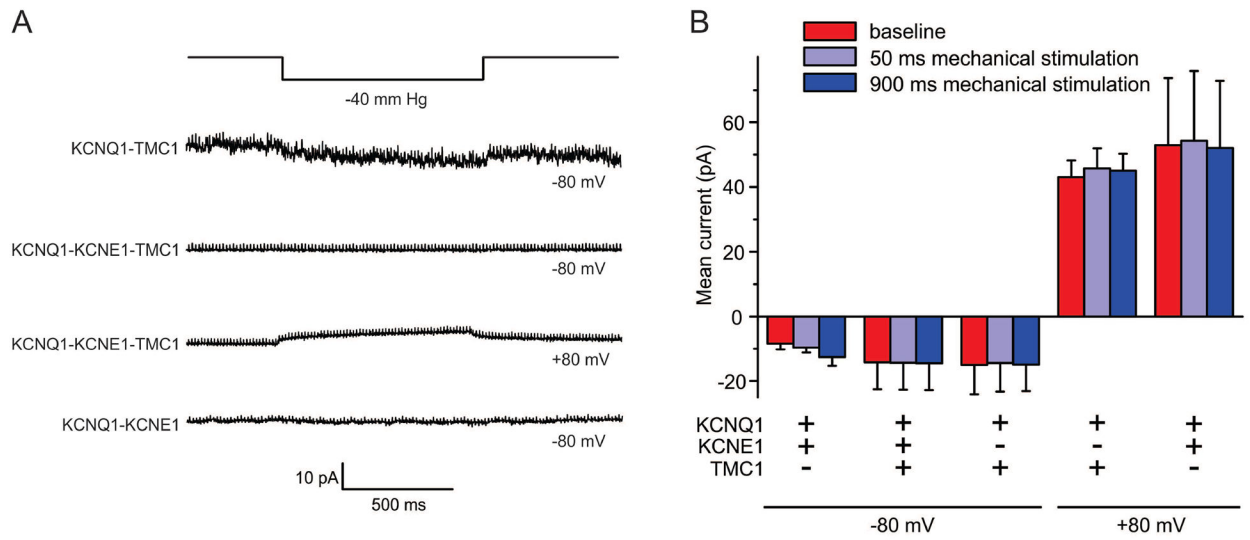 A
-40 mm Hg
KCNQ1-TMC1
-80 mV
KCNQ1-KCNE1-TMC1
-80 mV
KCNQ1-KCNE1-TMC1
+80 mV
KCNQ1-KCNE1
-80 mV
10 pA
500 ms
B
baseline
50 ms mechanical stimulation
900 ms mechanical stimulation
Mean current (pA)
60
40
20
0
-20
KCNQ1 + + + + +
KCNE1 + + - - +
TMC1 - + + + -
-80 mV +80 mV